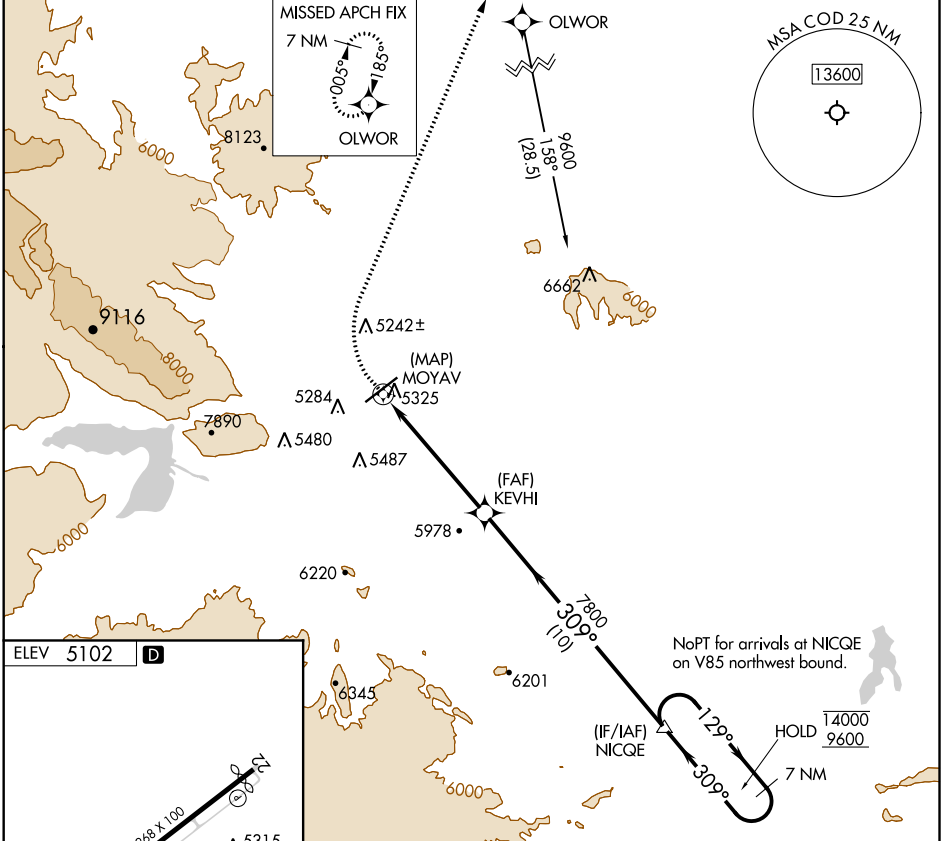 MISSED APCH FIX
7 NM
005°
185°
OLWOR
OLWOR
MSA COD 25 NM
13600
9600
158°
(28.5)
6000
8123
9116
8000
7890
6662
6000
5242±
(MAP)
MOYAV
5325
5284
5480
5487
(FAF)
KEVHI
5978
6000
6220
7800
309°
(10)
NoPT for arrivals at NICQE
on V85 northwest bound.
ELEV 5102 D
6345
6201
(IF/IAF)
NICQE
129°
309°
HOLD
14000
9600
7 NM
6000
22
P
068 X 100
5315